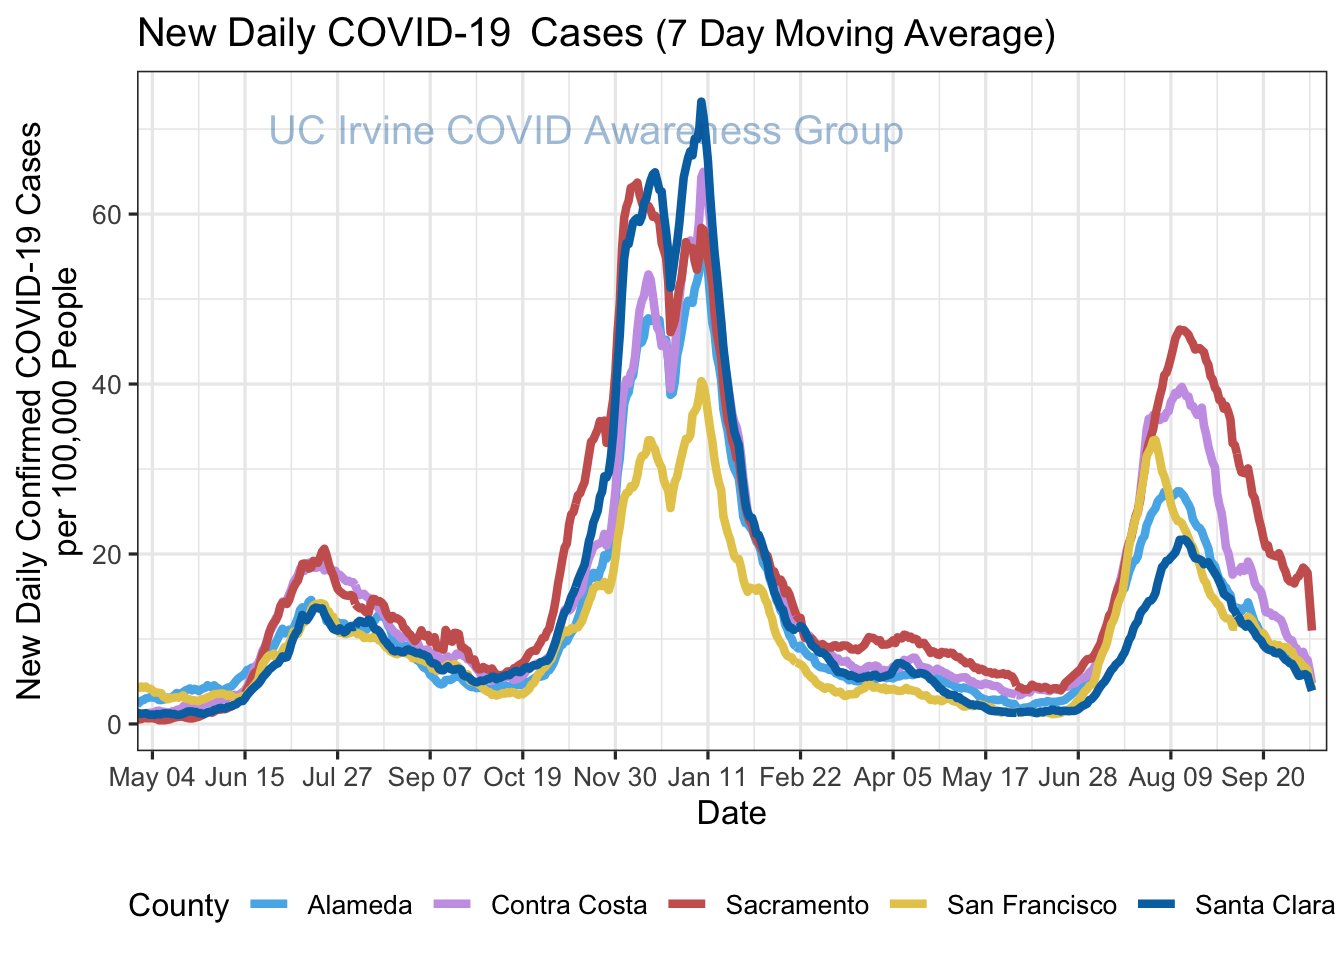 New Daily COVID-19  Cases (7 Day Moving Average)
UC Irvine COVID Awareness Group
New Daily Confirmed COVID-19 Cases
per 100,000 People
60
40
20
0
May 04 Jun 15 Jul 27 Sep 07 Oct 19 Nov 30 Jan 11 Feb 22 Apr 05 May 17 Jun 28 Aug 09 Sep 20
Date
County Alameda Contra Costa Sacramento San Francisco Santa Clara